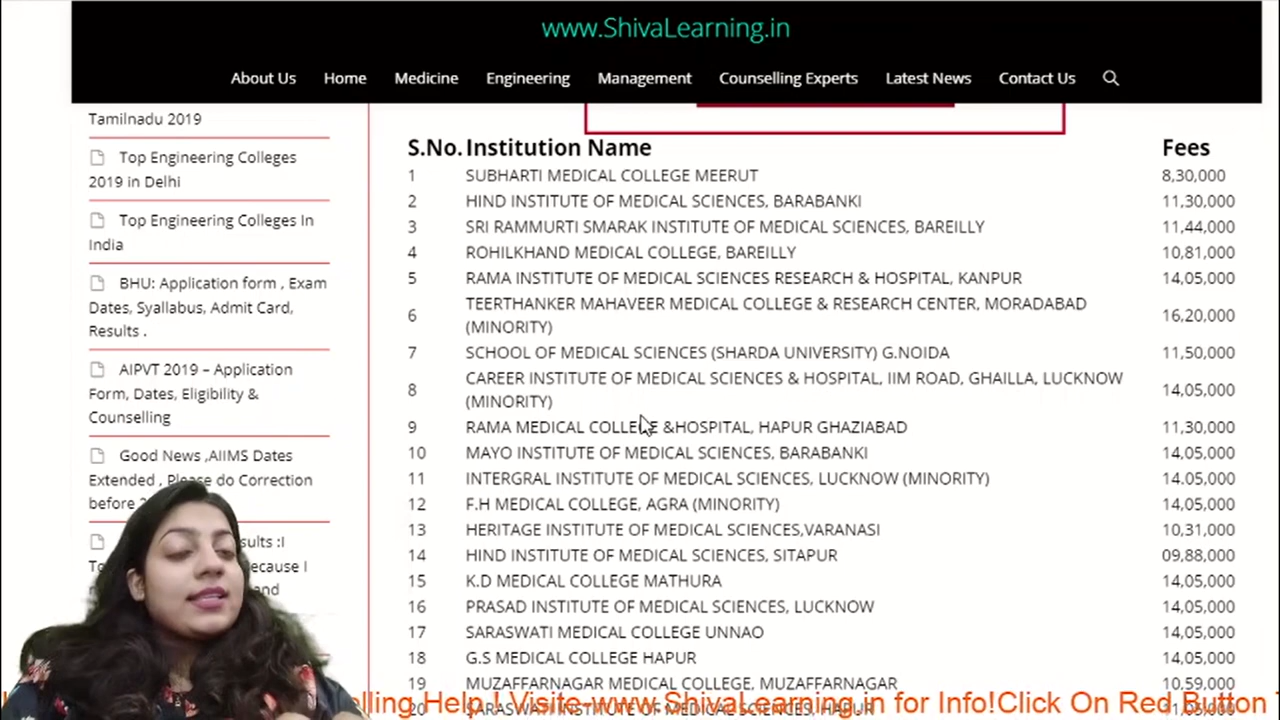 www.ShivaLearning.in
About Us Home Medicine Engineering Management Counselling Experts Latest News Contact Us
Tamilnadu 2019
Top Engineering Colleges
2019 in Delhi
Top Engineering Colleges In
India
BHU: Application form , Exam
Dates, Syallabus, Admit Card,
Results .
AIPVT 2019 – Application
Form, Dates, Eligibility &
Counselling
Good News ,AIIMS Dates
Extended , Please do Correction
before
S.No. Institution Name Fees
1 SUBHARTI MEDICAL COLLEGE MEERUT 8,30,000
2 HIND INSTITUTE OF MEDICAL SCIENCES, BARABANKI 11,30,000
3 SRI RAMMURTI SMARAK INSTITUTE OF MEDICAL SCIENCES, BAREILLY 11,44,000
4 ROHILKHAND MEDICAL COLLEGE, BAREILLY 10,81,000
5 RAMA INSTITUTE OF MEDICAL SCIENCES RESEARCH & HOSPITAL, KANPUR 14,05,000
6 TEERTHANKER MAHAVEER MEDICAL COLLEGE & RESEARCH CENTER, MORADABAD
(MINORITY) 16,20,000
7 SCHOOL OF MEDICAL SCIENCES (SHARDA UNIVERSITY) G.NOIDA 11,50,000
8 CAREER INSTITUTE OF MEDICAL SCIENCES & HOSPITAL, IIM ROAD, GHAILLA, LUCKNOW
(MINORITY) 14,05,000
9 RAMA MEDICAL COLLEGE &HOSPITAL, HAPUR GHAZIABAD 11,30,000
10 MAYO INSTITUTE OF MEDICAL SCIENCES, BARABANKI 14,05,000
11 INTERGRAL INSTITUTE OF MEDICAL SCIENCES, LUCKNOW (MINORITY) 14,05,000
12 F.H MEDICAL COLLEGE, AGRA (MINORITY) 14,05,000
13 HERITAGE INSTITUTE OF MEDICAL SCIENCES,VARANASI 10,31,000
14 HIND INSTITUTE OF MEDICAL SCIENCES, SITAPUR 09,88,000
15 K.D MEDICAL COLLEGE MATHURA 14,05,000
16 PRASAD INSTITUTE OF MEDICAL SCIENCES, LUCKNOW 14,05,000
17 SARASWATI MEDICAL COLLEGE UNNAO 14,05,000
18 G.S MEDICAL COLLEGE HAPUR 14,05,000
19 MUZAFFARNAGAR MEDICAL COLLEGE, MUZAFFARNAGAR 10,59,000
20 SARASWATI INSTITUTE OF MEDICAL SCIENCES, HAPUR
elling Help ! Visite-www.ShivaLearning.in for Info!Click On Red Button